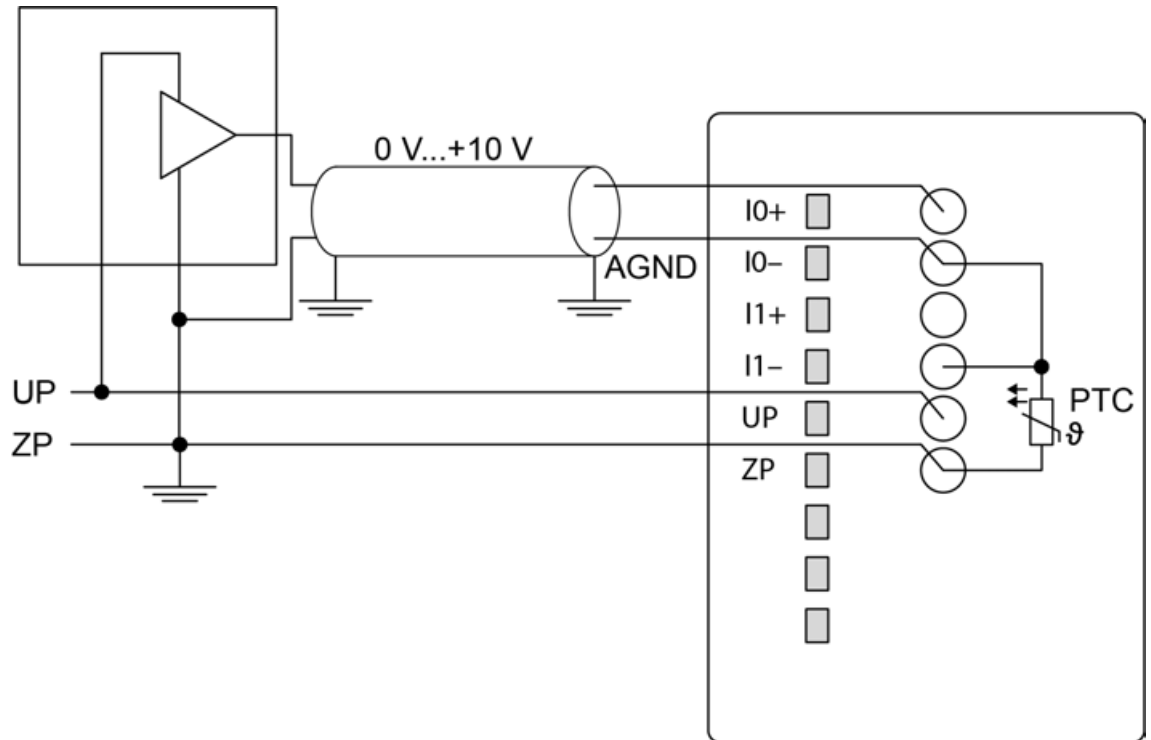 0 V...+10 V
I0+
I0–
AGND
I1+
I1–
UP
PTC
UP
ϑ
ZP
ZP